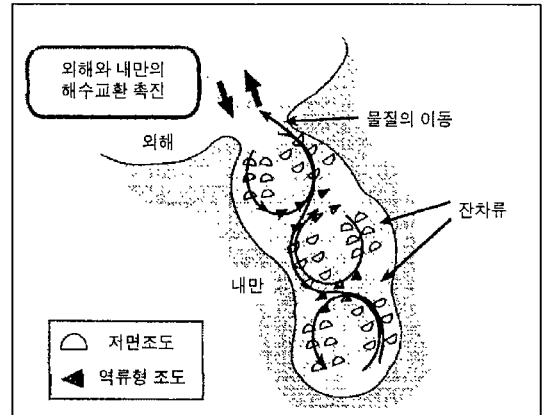 외해와 내만의
해수교환 촉진
물질의 이동
외해
잔차류
내만
저면조도
역류형 조도